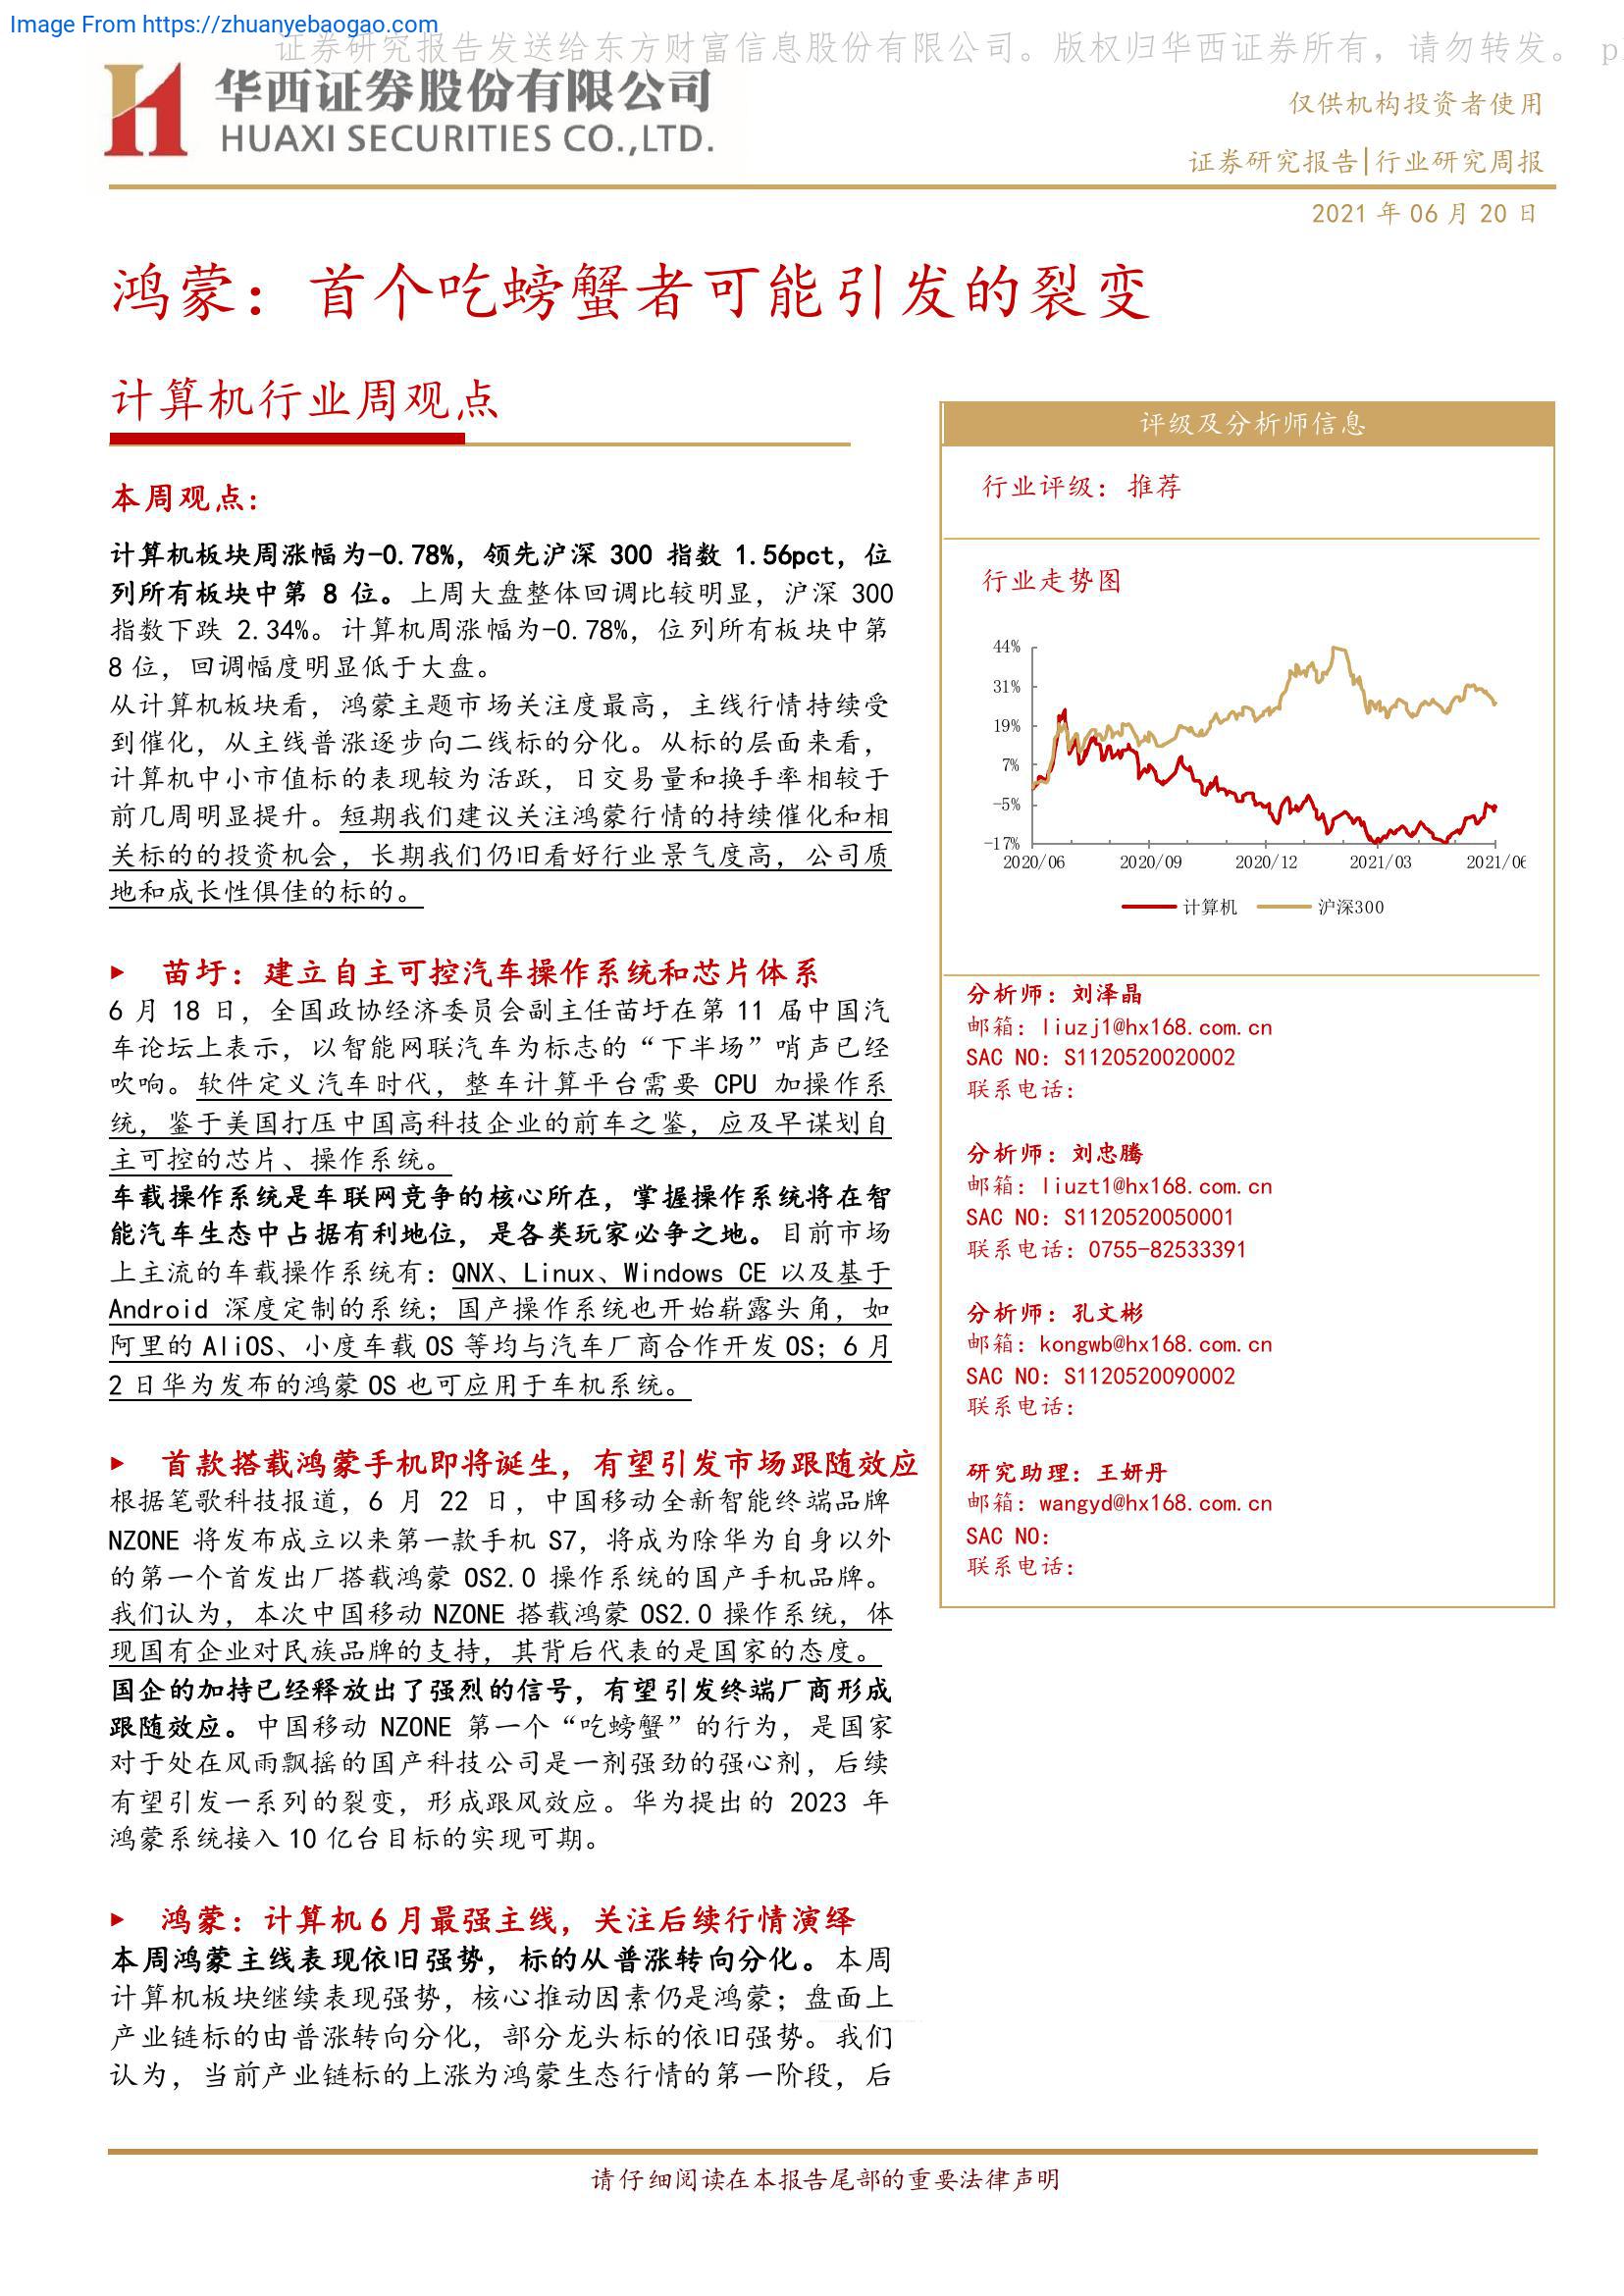 Image From https://zhuanyebaogao.com
证券研究报告发送给东方财富信息股份有限公司。版权归华西证券所有，请勿转发。 p
华西证券股份有限公司
HUAXI SECURITIES CO.,LTD.
仅供机构投资者使用
证券研究报告|行业研究周报
2021 年 06 月 20 日
鸿蒙：首个吃螃蟹者可能引发的裂变
计算机行业周观点
本周观点：
计算机板块周涨幅为-0.78%，领先沪深 300 指数 1.56pct，位
列所有板块中第 8 位。上周大盘整体回调比较明显，沪深 300
指数下跌 2.34%。计算机周涨幅为-0.78%，位列所有板块中第
8 位，回调幅度明显低于大盘。
从计算机板块看，鸿蒙主题市场关注度最高，主线行情持续受
到催化，从主线普涨逐步向二线标的分化。从标的层面来看，
计算机中小市值标的表现较为活跃，日交易量和换手率相较于
前几周明显提升。短期我们建议关注鸿蒙行情的持续催化和相
关标的的投资机会，长期我们仍旧看好行业景气度高，公司质
地和成长性俱佳的标的。
► 苗圩：建立自主可控汽车操作系统和芯片体系
6 月 18 日，全国政协经济委员会副主任苗圩在第 11 届中国汽
车论坛上表示，以智能网联汽车为标志的“下半场”哨声已经
吹响。软件定义汽车时代，整车计算平台需要 CPU 加操作系
统，鉴于美国打压中国高科技企业的前车之鉴，应及早谋划自
主可控的芯片、操作系统。
车载操作系统是车联网竞争的核心所在，掌握操作系统将在智
能汽车生态中占据有利地位，是各类玩家必争之地。目前市场
上主流的车载操作系统有：QNX、Linux、Windows CE 以及基于
Android 深度定制的系统；国产操作系统也开始崭露头角，如
阿里的 AliOS、小度车载 OS 等均与汽车厂商合作开发 OS；6 月
2 日华为发布的鸿蒙 OS 也可应用于车机系统。
► 首款搭载鸿蒙手机即将诞生，有望引发市场跟随效应
根据笔歌科技报道，6 月 22 日，中国移动全新智能终端品牌
NZONE 将发布成立以来第一款手机 S7，将成为除华为自身以外
的第一个首发出厂搭载鸿蒙 OS2.0 操作系统的国产手机品牌。
我们认为，本次中国移动 NZONE 搭载鸿蒙 OS2.0 操作系统，体
现国有企业对民族品牌的支持，其背后代表的是国家的态度。
国企的加持已经释放出了强烈的信号，有望引发终端厂商形成
跟随效应。中国移动 NZONE 第一个“吃螃蟹”的行为，是国家
对于处在风雨飘摇的国产科技公司是一剂强劲的强心剂，后续
有望引发一系列的裂变，形成跟风效应。华为提出的 2023 年
鸿蒙系统接入 10 亿台目标的实现可期。
► 鸿蒙：计算机 6 月最强主线，关注后续行情演绎
本周鸿蒙主线表现依旧强势，标的从普涨转向分化。本周
计算机板块继续表现强势，核心推动因素仍是鸿蒙；盘面上
产业链标的由普涨转向分化，部分龙头标的依旧强势。我们
认为，当前产业链标的上涨为鸿蒙生态行情的第一阶段，后
评级及分析师信息
行业评级：推荐
行业走势图
44%
31%
19%
7%
-5%
-17%
2020/06 2020/09 2020/12 2021/03 2021/06
计算机 沪深300
分析师：刘泽晶
邮箱：liuzj1@hx168.com.cn
SAC NO：S1120520020002
联系电话：
分析师：刘忠腾
邮箱：liuzt1@hx168.com.cn
SAC NO：S1120520050001
联系电话：0755-82533391
分析师：孔文彬
邮箱：kongwb@hx168.com.cn
SAC NO：S1120520090002
联系电话：
研究助理：王妍丹
邮箱：wangyd@hx168.com.cn
SAC NO：
联系电话：
请仔细阅读在本报告尾部的重要法律声明